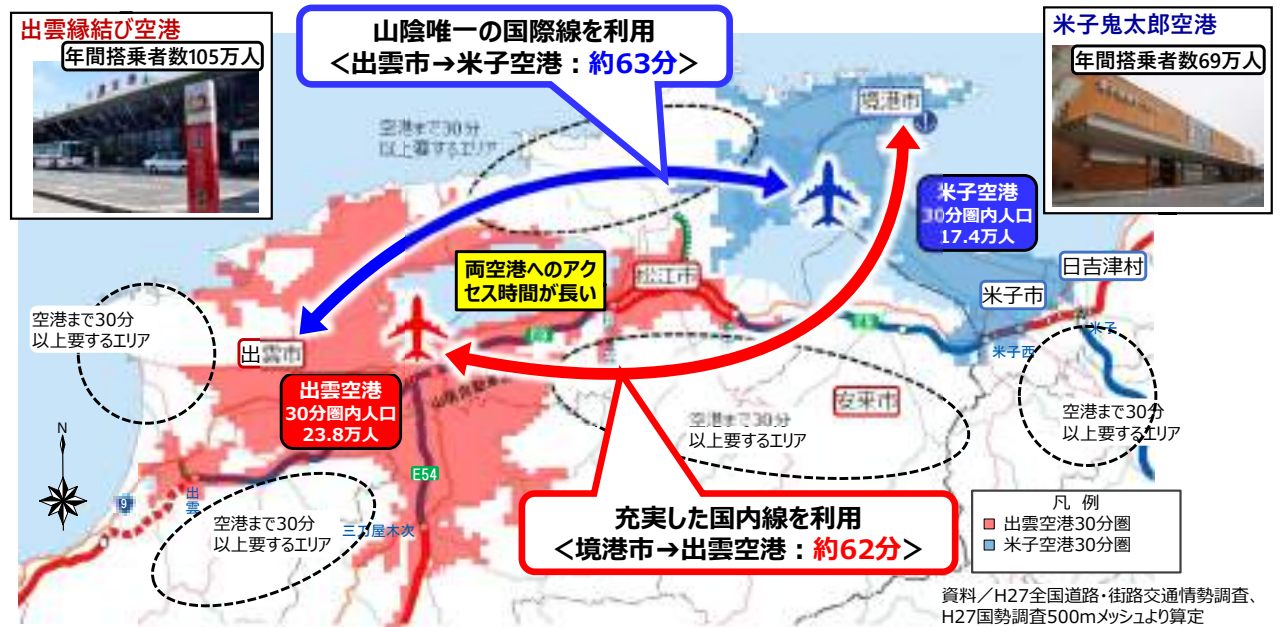 出雲縁結び空港
年間搭乗者数105万人
山陰唯一の国際線を利用
<出雲市→米子空港：約63分>
米子鬼太郎空港
年間搭乗者数69万人
空港まで30分
以上要するエリア
境港市
米子空港
30分圏内人口
17.4万人
両空港へのアク
セス時間が長い
松江市
日吉津村
米子市
米子
米子西
空港まで30分
以上要するエリア
出雲市
出雲空港
30分圏内人口
23.8万人
山陰自動車道
E9
E9
安来市
空港まで30分
以上要するエリア
空港まで30分
以上要するエリア
N
9
出雲
E54
三刀屋木次
空港まで30分
以上要するエリア
充実した国内線を利用
<境港市→出雲空港：約62分>
凡 例
出雲空港30分圏
米子空港30分圏
資料／H27全国道路・街路交通情勢調査、
H27国勢調査500mメッシュより算定